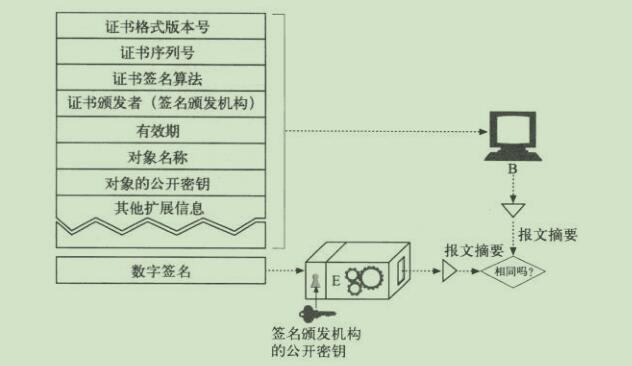 证书格式版本号
证书序列号
证书签名算法
证书颁发者（签名颁发机构）
有效期
对象名称
对象的公开密钥
其他扩展信息
B
报文摘要
报文摘要
数字签名
E
相同吗?
签名颁发机构
的公开密钥